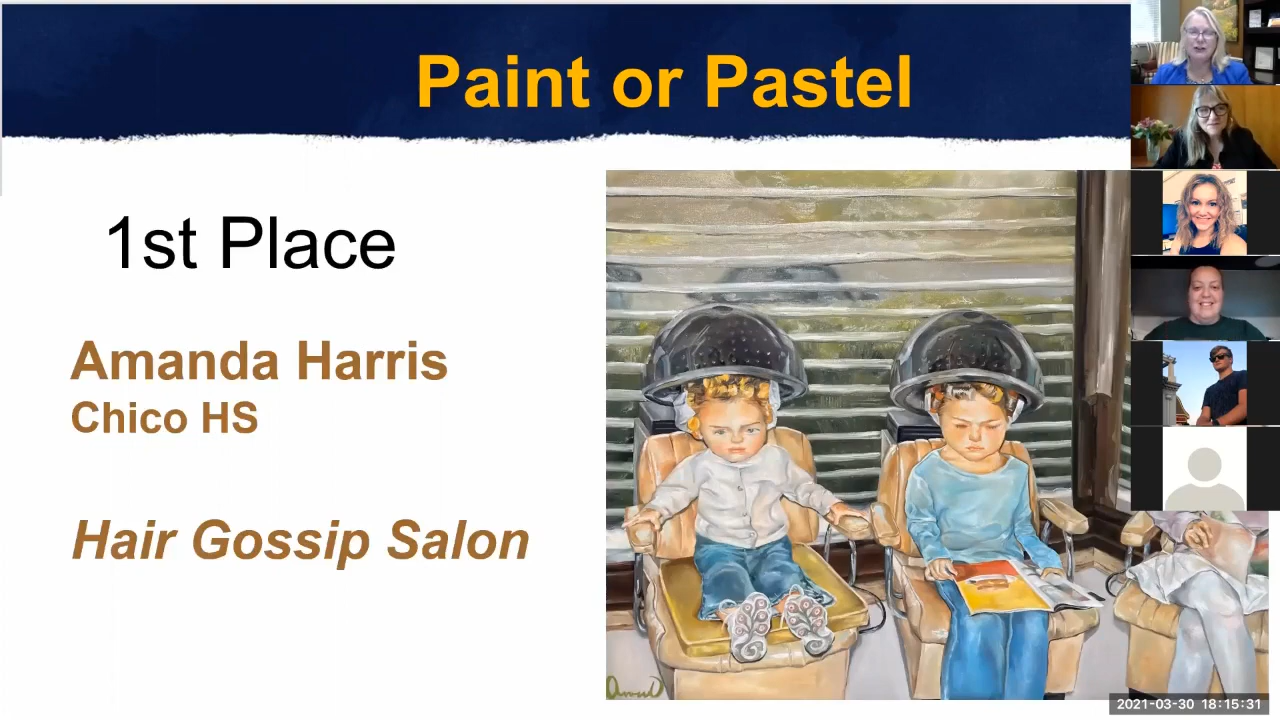 Paint or Pastel
1st Place
Amanda Harris
Chico HS
Hair Gossip Salon
2021-03-30 18:15:31